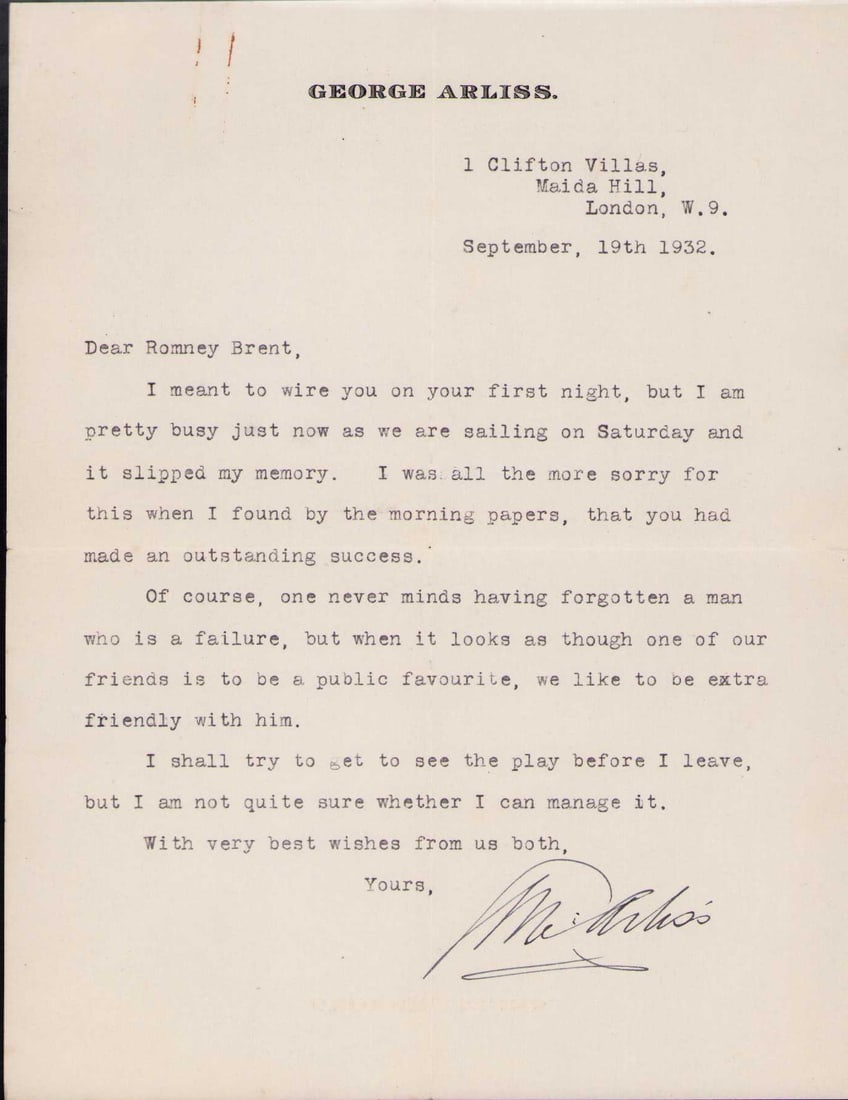 GEORGE ARLISS.
1 Clifton Villas,
Maida Hill,
London, W.9.
September, 19th 1932.
Dear Romney Brent,
I meant to wire you on your first night, but I am
pretty busy just now as we are sailing on Saturday and
it slipped my memory. I was all the more sorry for
this when I found by the morning papers, that you had
made an outstanding success.
Of course, one never minds having forgotten a man
who is a failure, but when it looks as though one of our
friends is to be a public favourite, we like to be extra
friendly with him.
I shall try to get to see the play before I leave,
but I am not quite sure whether I can manage it.
With very best wishes from us both,
Yours,
Arliss